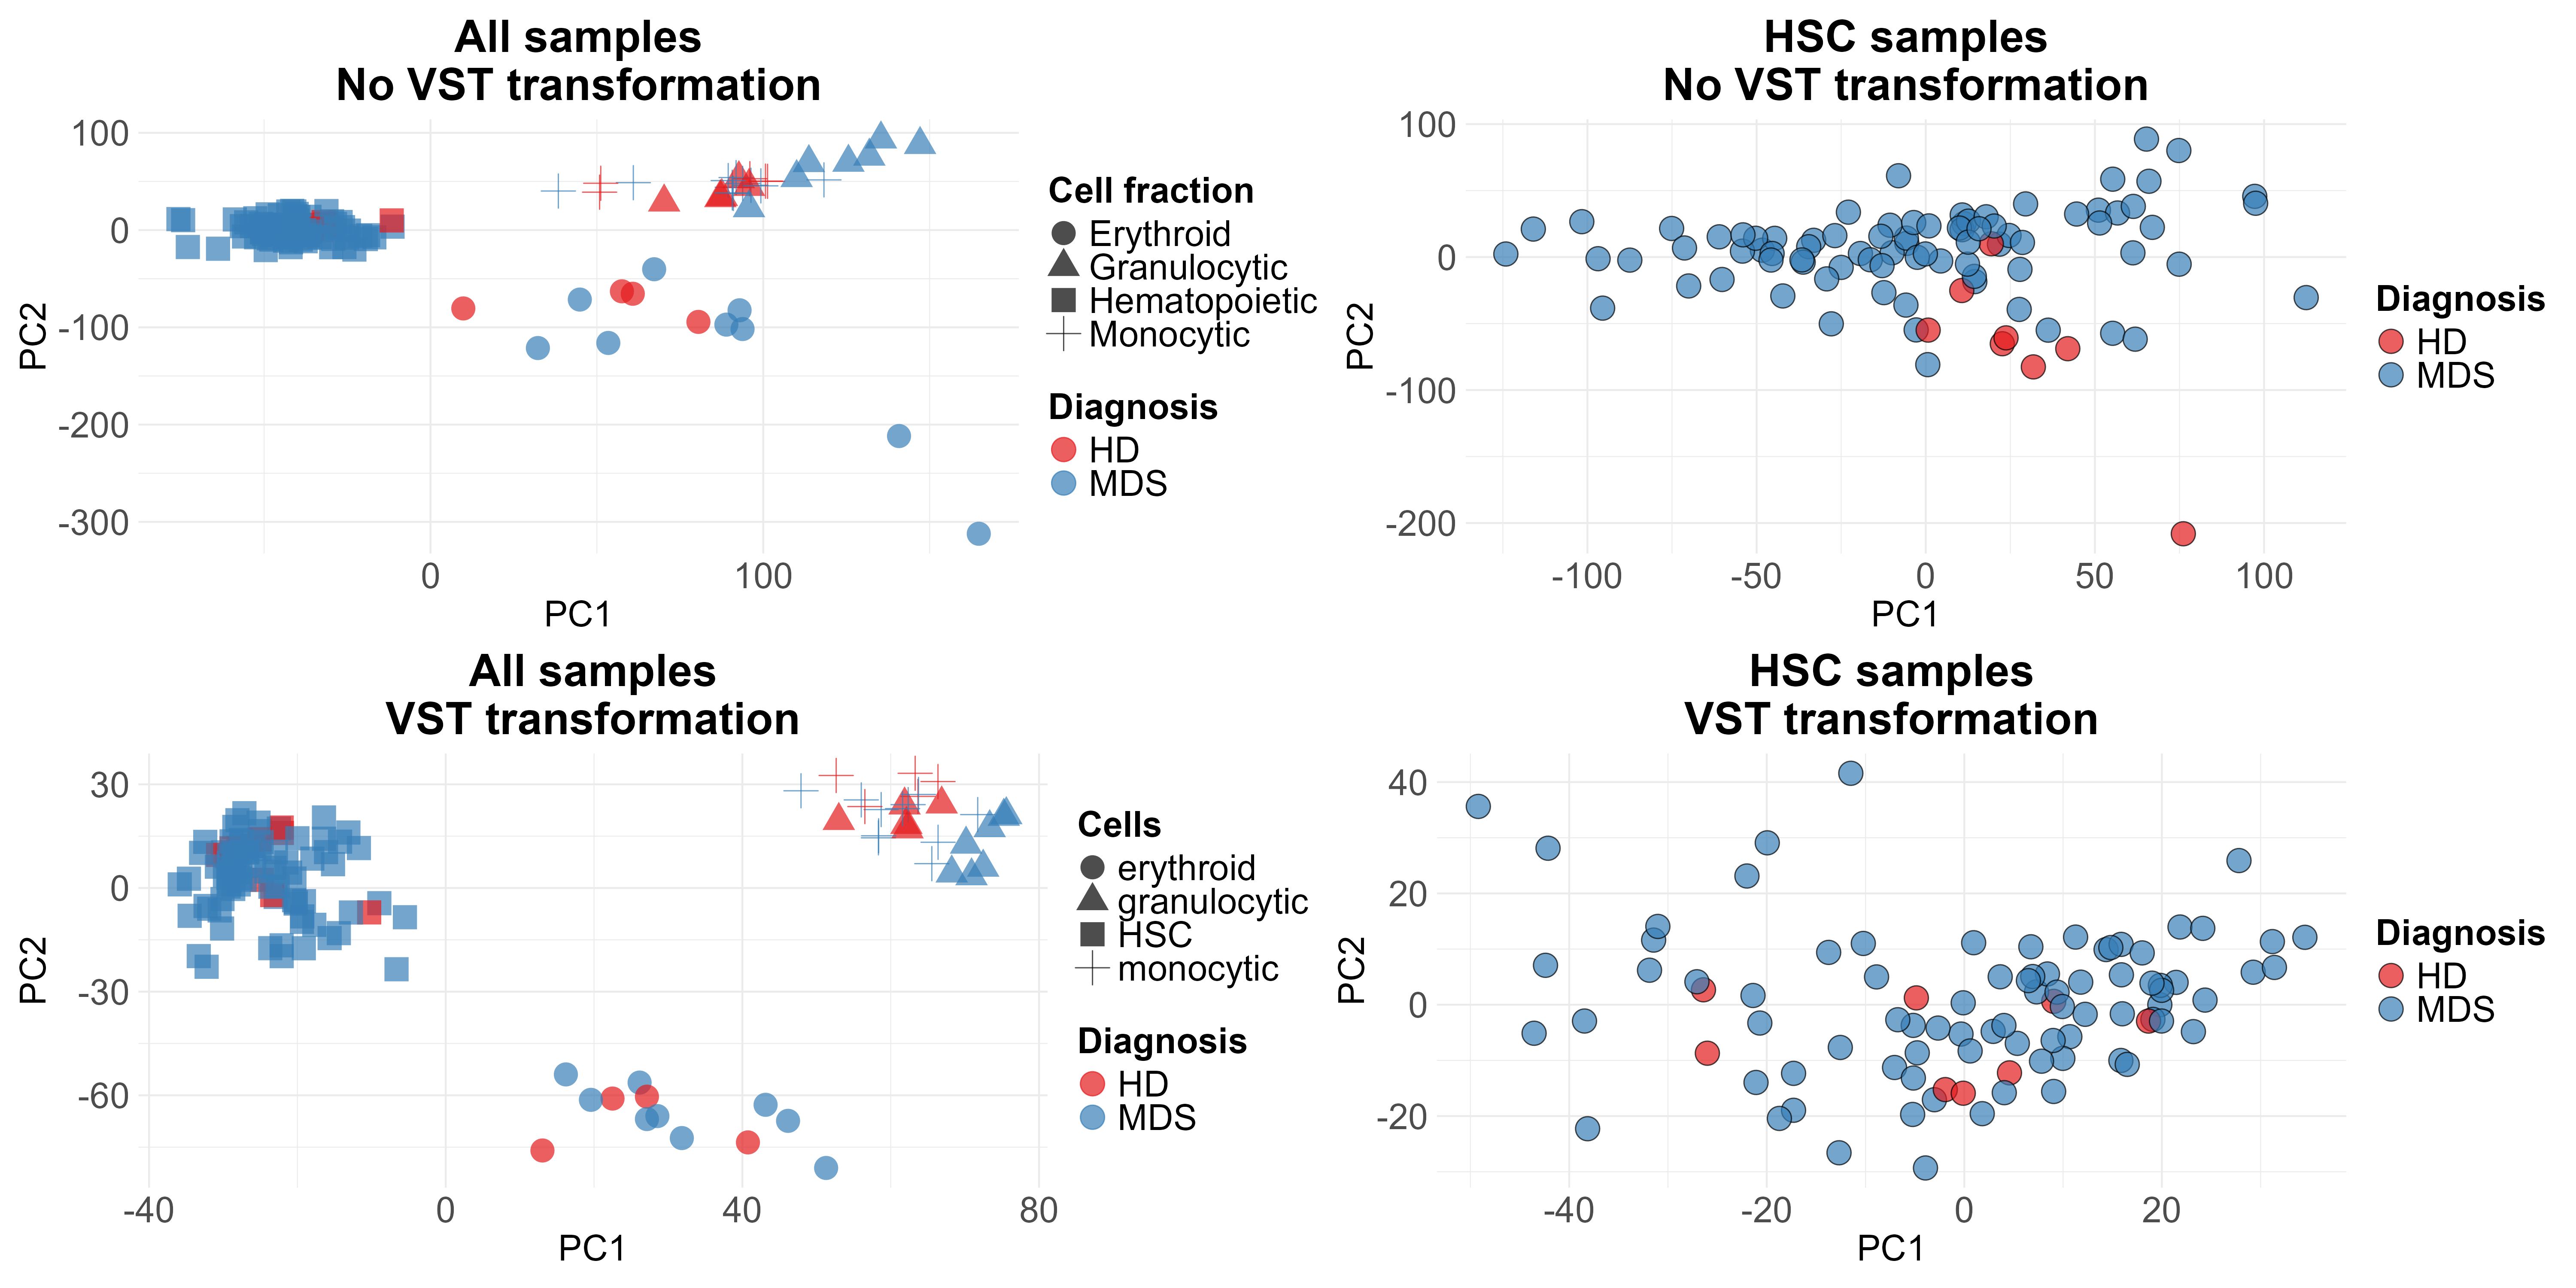 All samples
No VST transformation
100
0
-100
-200
-300
PC2
0
100
PC1
Cell fraction
Erythroid
Granulocytic
Hematopoietic
Monocytic
Diagnosis
HD
MDS
HSC samples
No VST transformation
100
0
-100
-200
PC2
-100
-50
0
50
100
PC1
Diagnosis
HD
MDS
All samples
VST transformation
30
0
-30
-60
PC2
-40
0
40
80
PC1
Cells
erythroid
granulocytic
HSC
monocytic
Diagnosis
HD
MDS
HSC samples
VST transformation
40
20
0
-20
PC2
-40
-20
0
20
PC1
Diagnosis
HD
MDS